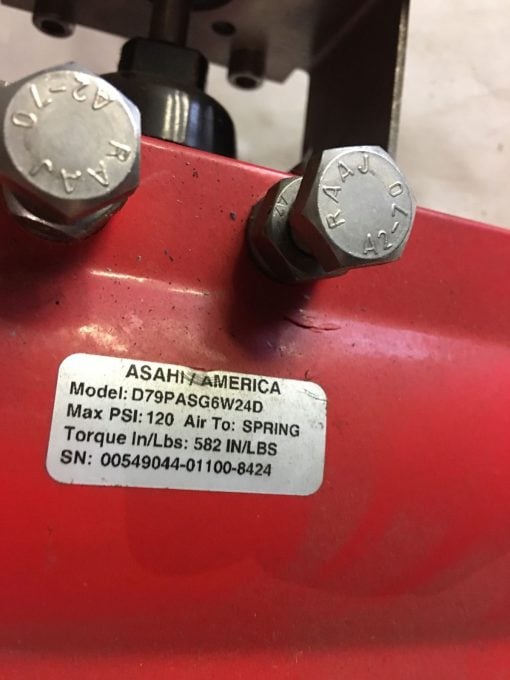 A2-70
RAAJ
RAAJ
A2-70
A2
ASAHI / AMERICA
Model: D79PASG6W24D
Max PSI: 120 Air To: SPRING
Torque In/Lbs: 582 IN/LBS
SN: 00549044-01100-8424